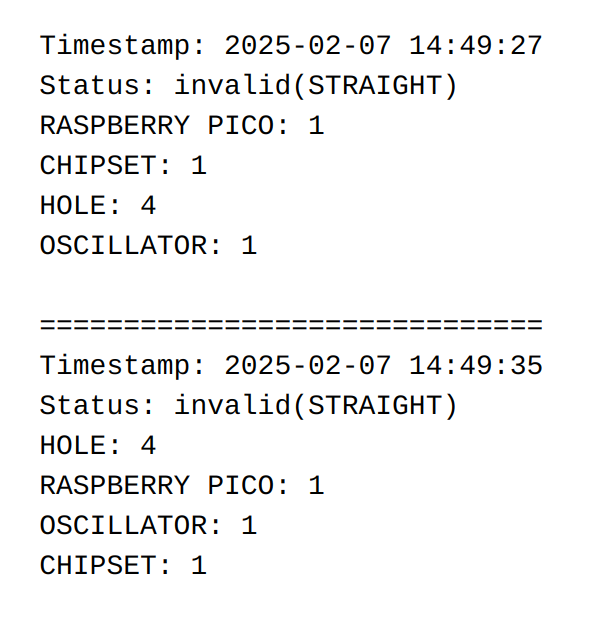 Timestamp: 2025-02-07 14:49:27
Status: invalid(STRAIGHT)
RASPBERRY PICO: 1
CHIPSET: 1
HOLE: 4
OSCILLATOR: 1
==============================
Timestamp: 2025-02-07 14:49:35
Status: invalid(STRAIGHT)
HOLE: 4
RASPBERRY PICO: 1
OSCILLATOR: 1
CHIPSET: 1